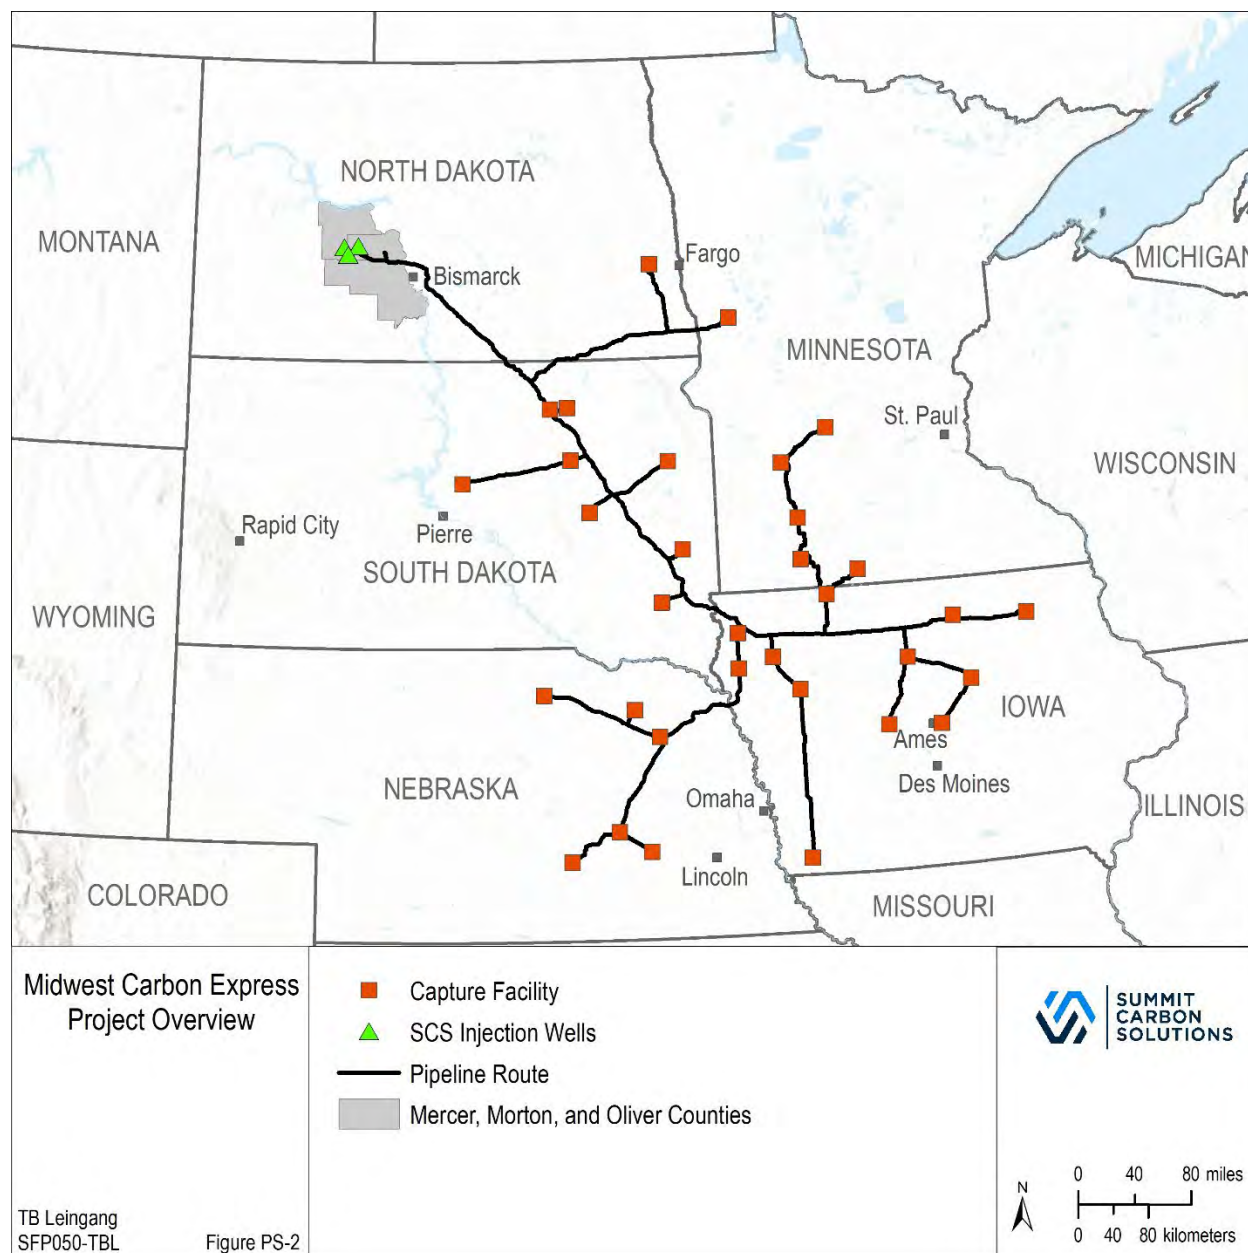 NORTH DAKOTA
MONTANA
Fargo
MICHIGAN
Bismarck
MINNESOTA
St. Paul
WISCONSIN
Rapid City
Pierre
SOUTH DAKOTA
WYOMING
IOWA
Ames
NEBRASKA
Des Moines
Omaha
ILLINOIS
Lincoln
COLORADO
MISSOURI
Midwest Carbon Express
Project Overview
TB Leingang
SFP050-TBL
Figure PS-2
Capture Facility
SCS Injection Wells
Pipeline Route
Mercer, Morton, and Oliver Counties
SUMMIT
CARBON
SOLUTIONS
N
0 40 80 miles
0 40 80 kilometers